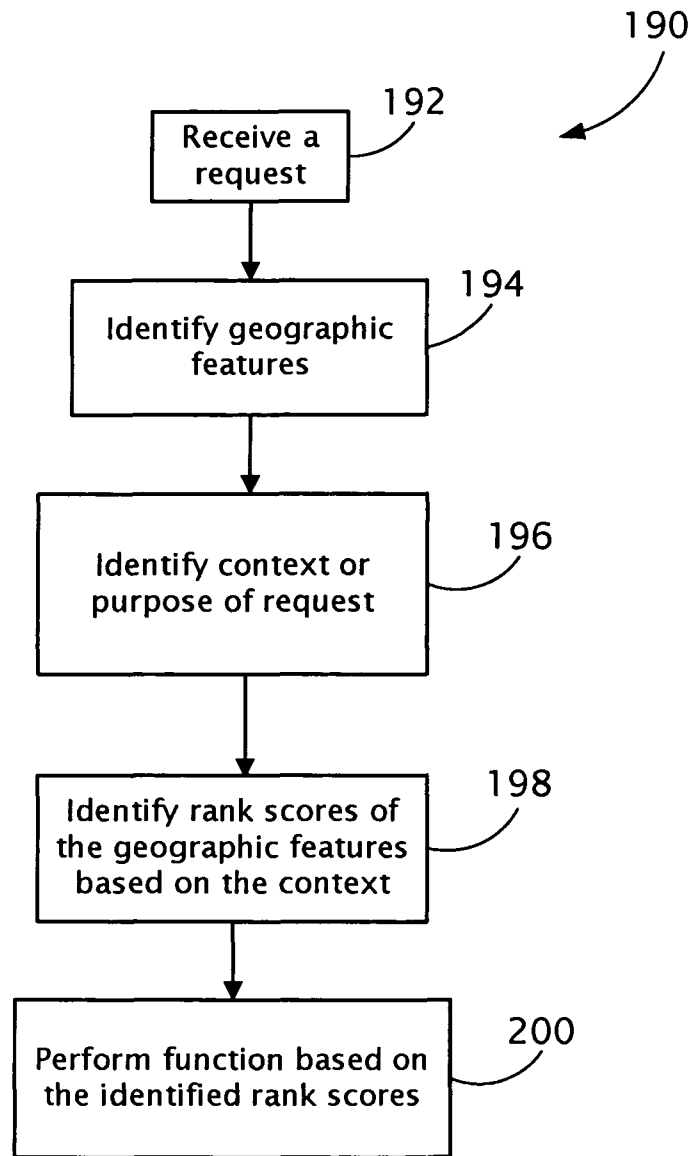 190
192
Receive a
request
194
Identify geographic
features
196
Identify context or
purpose of request
198
Identify rank scores of
the geographic features
based on the context
200
Perform function based on
the identified rank scores